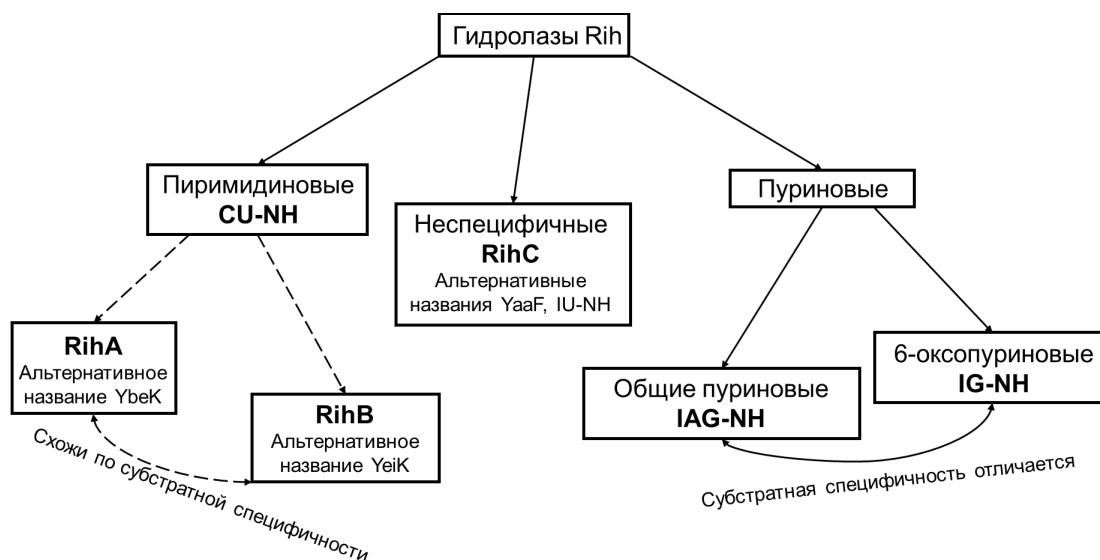 Гидролазы Rih
Пиримидиновые
CU-NH
Неспецифичные
RihC
Альтернативные
названия YaaF, IU-NH
Пуриновые
RihA
Альтернативное
название YbeK
RihB
Альтернативное
название YeiK
Схожи по субстратной специфичности
Общие пуриновые
IAG-NH
6-оксопуриновые
IG-NH
Субстратная специфичность отличается